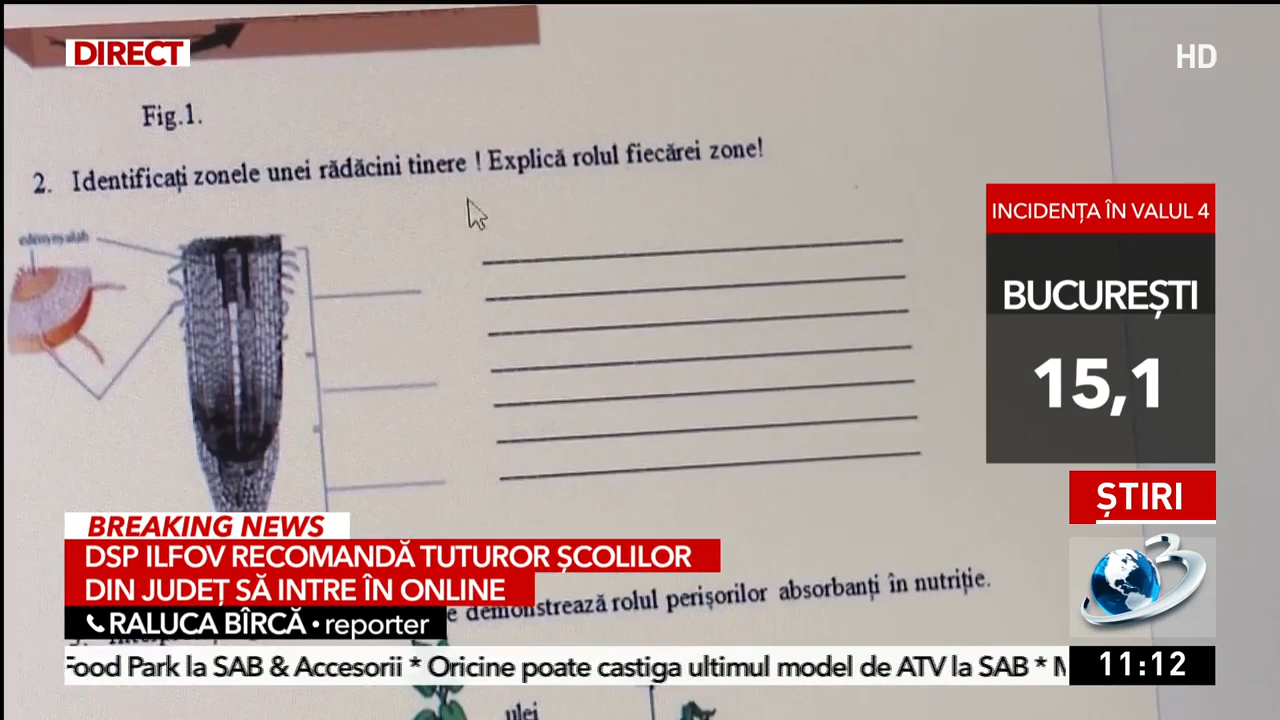 DIRECT
HD
Fig.1.
2. Identificați zonele unei rădăcini tinere ! Explică rolul fiecărei zone!
INCIDENȚA ÎN VALUL 4
BUCUREȘTI
15,1
ȘTIRI
BREAKING NEWS
DSP ILFOV RECOMANDĂ TUTUROR ȘCOLILOR
DIN JUDEȚ SĂ INTRE ÎN ONLINE
demonstrează rolul perișorilor absorbanți în nutriție.
RALUCA BÎRCĂ • reporter
Food Park la SAB & Accesorii * Oricine poate castiga ultimul model de ATV la SAB *
3
11:12
ulei